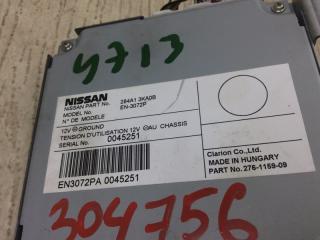 4713
NISSAN
NISSAN PART No. 284A1 3KA0B
MODEL No. EN-3072P
N° DE MODELE
12V ⊖GROUND
TENSION D'UTILISATION 12V ⊖AU CHASSIS
SERIAL No. 0045251
Clarion Co.,Ltd.
MADE IN HUNGARY
PART No. 276-1159-09
EN3072PA 0045251
304756